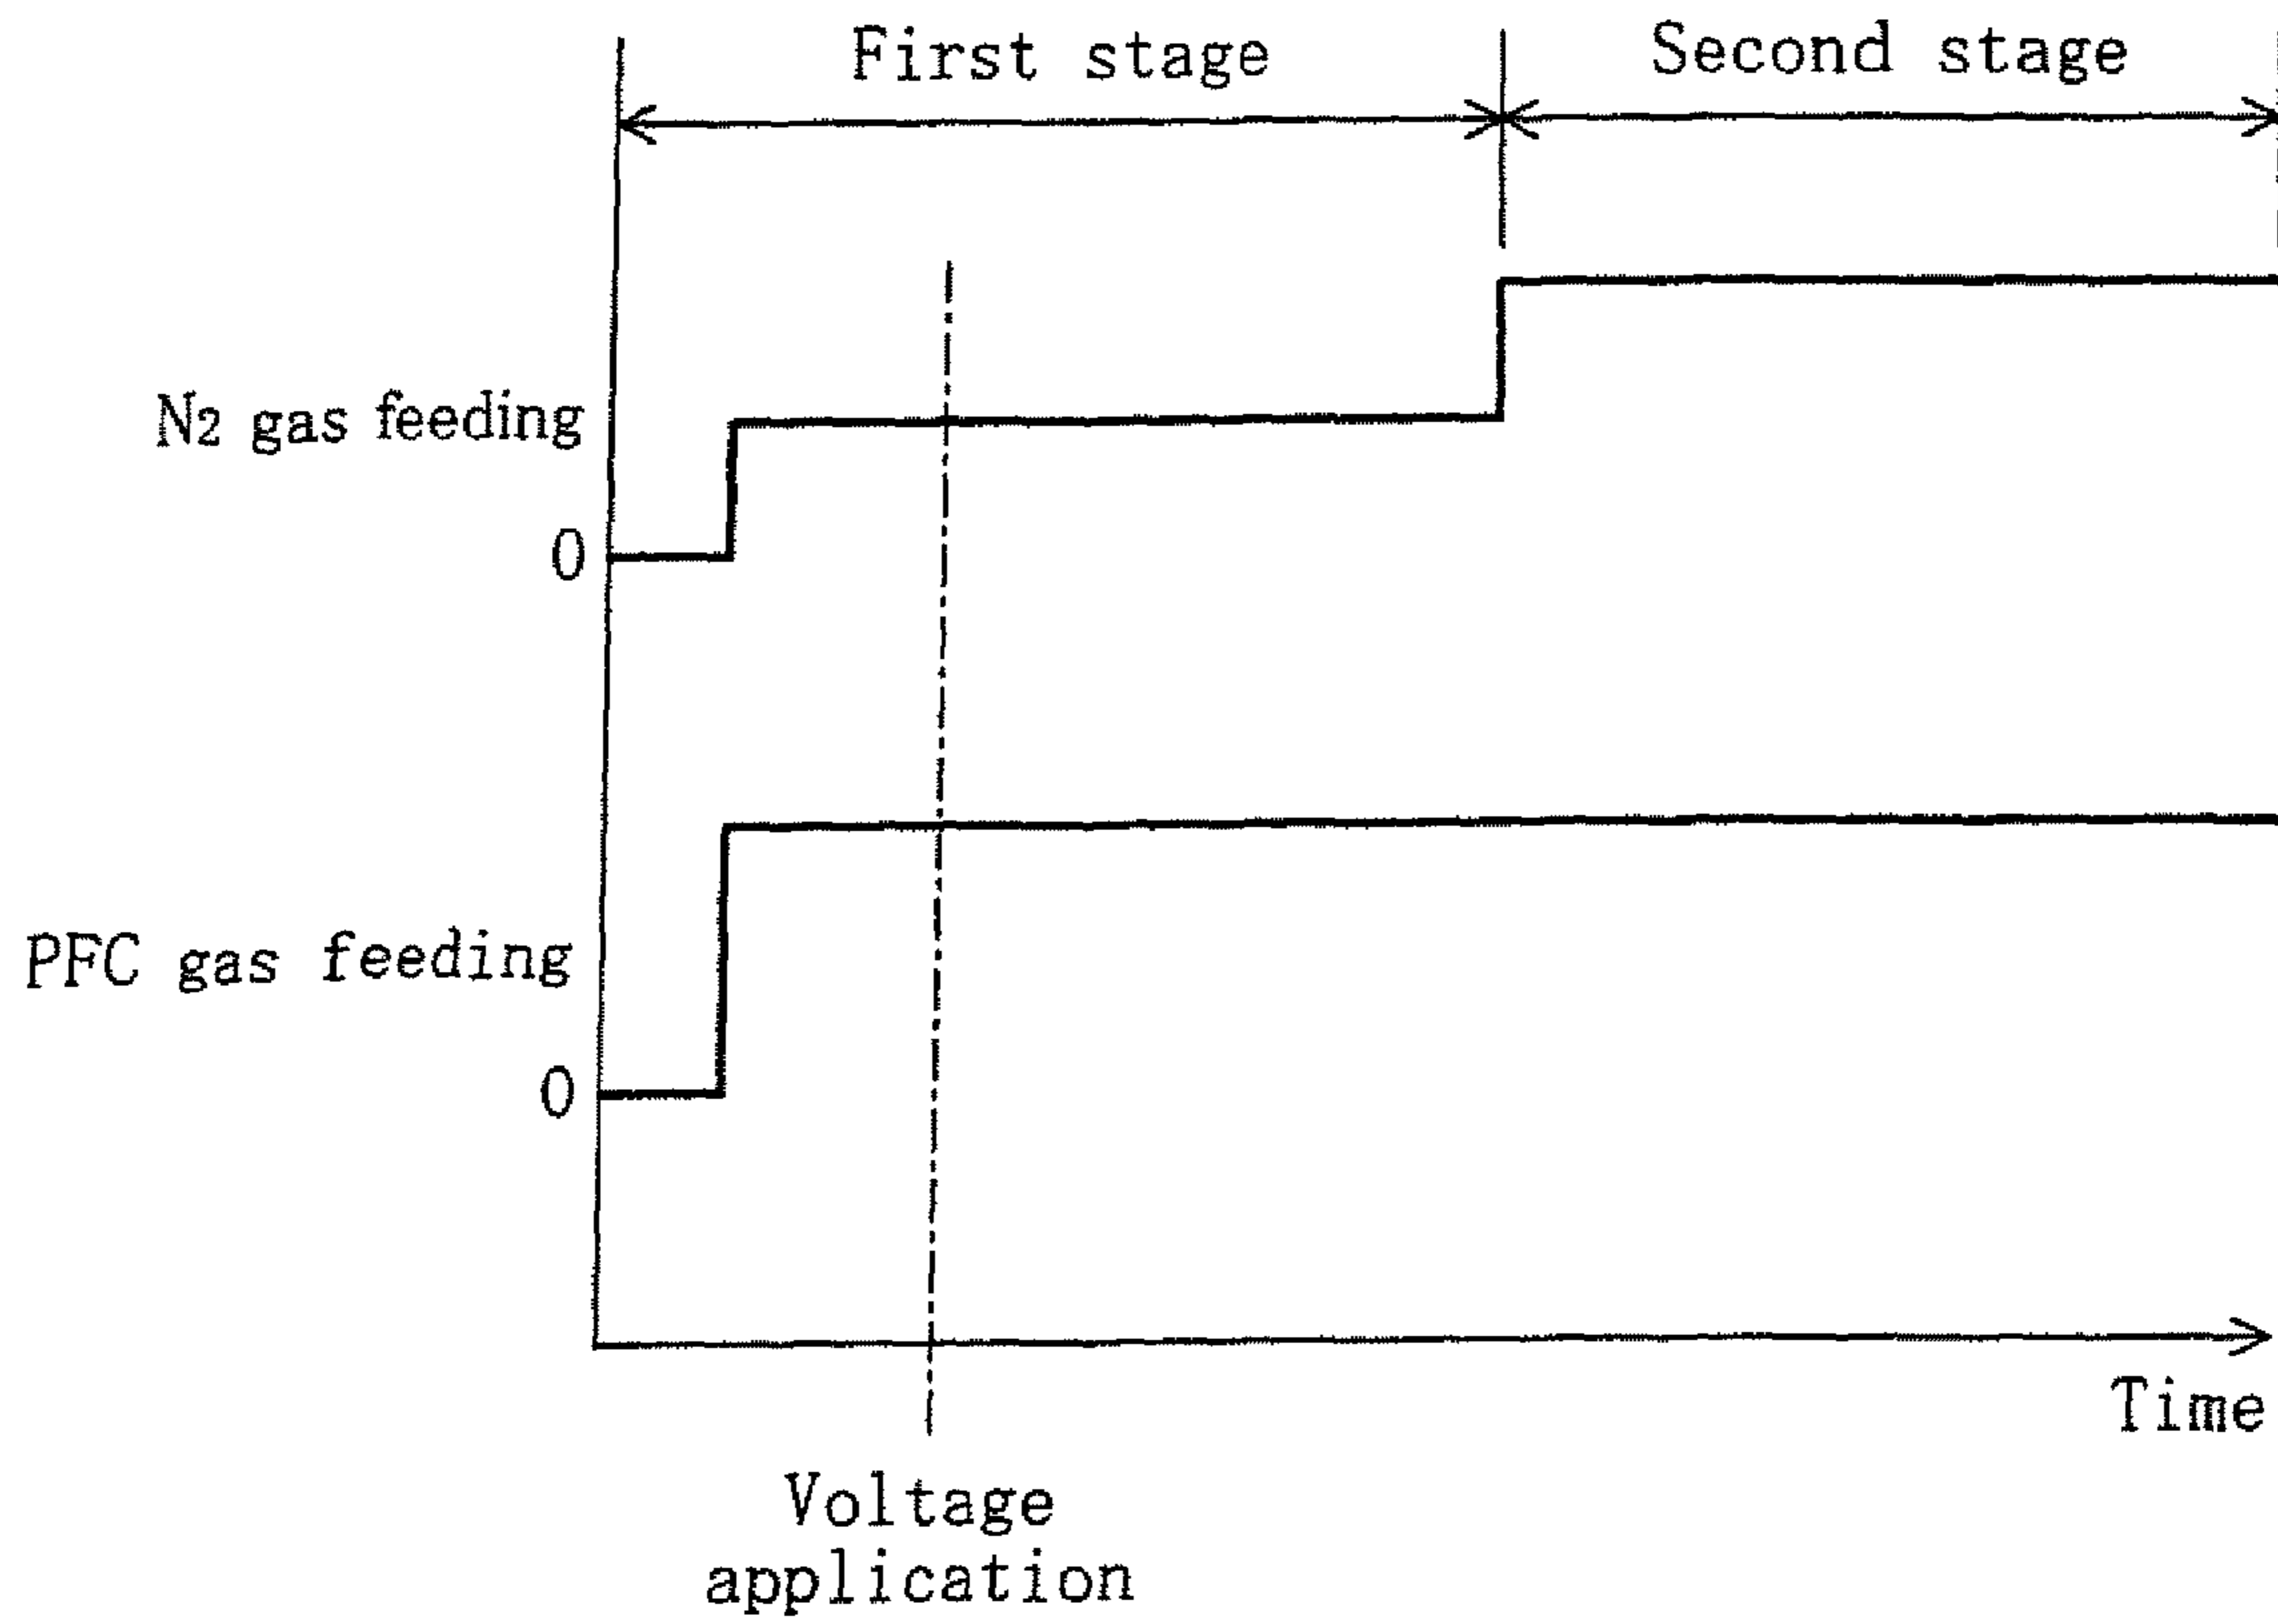 First stage
Second stage
N2 gas feeding
0
PFC gas feeding
0
Time
Voltage
application